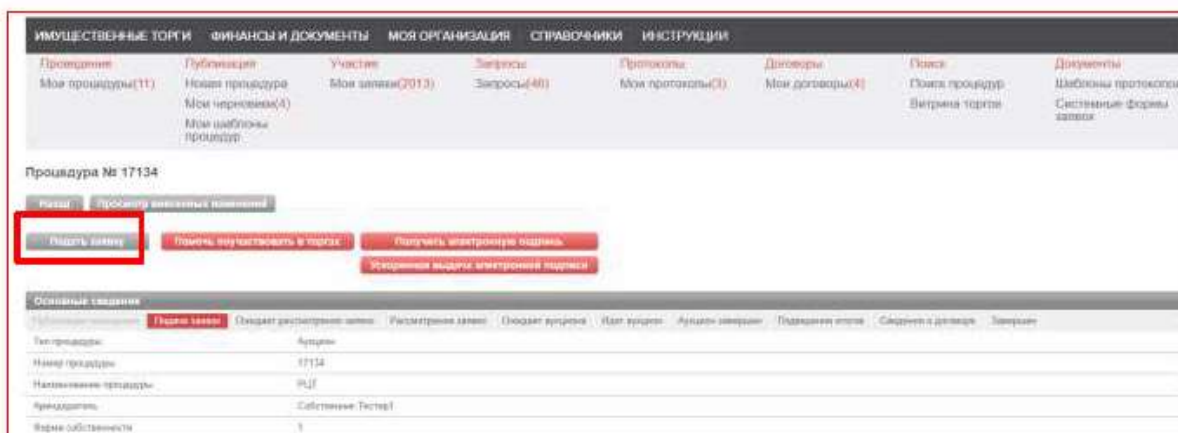 ИМУЩЕСТВЕННЫЕ ТОРГИ ФИНАНСЫ И ДОКУМЕНТЫ МОЯ ОРГАНИЗАЦИЯ СПРАВОЧНИКИ ИНСТРУКЦИИ
Проведение Публикация Участие Запросы Протоколы Договоры Поиск Документы
Мои процедуры(11) Новая процедура Мои заявки(2013) Запросы(46) Мои протоколы(3) Мои договоры(4) Поиск процедур Шаблоны протоколов
Мои черновики(4) Витрина торгов Системные формы
Мои шаблоны заявок
процедур
Процедура № 17134
Назад Просмотр внесенных изменений
Подать заявку Помочь поучаствовать в торгах Получить электронную подпись
Ускоренная выдача электронной подписи
Основные сведения
Публикация извещения Подача заявок Ожидает рассмотрения заявок Рассмотрение заявок Ожидает аукциона Идет аукцион Аукцион завершен Подведение итогов Сведения о договоре Завершен
Тип процедуры Аукцион
Номер процедуры 17134
Наименование процедуры РЦТ
Арендодатель Собственник Тестер1
Форма собственности 1